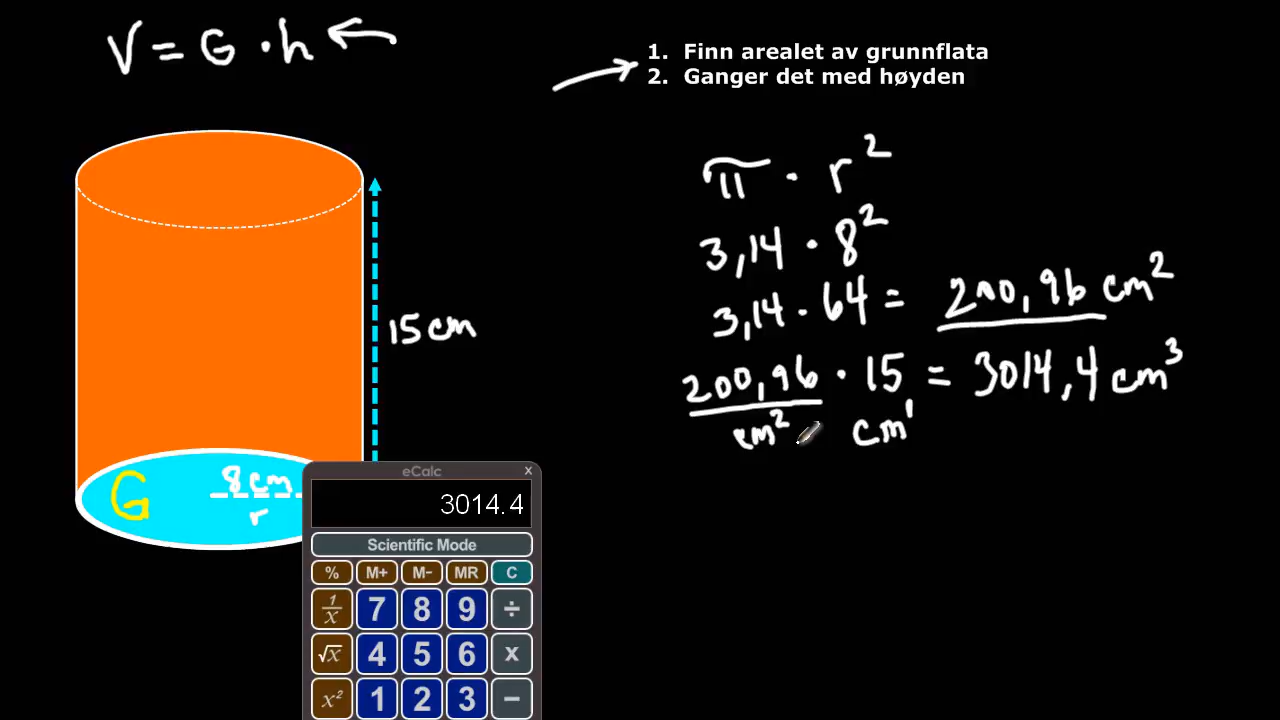 V = G · h
1. Finn arealet av grunnflata
2. Ganger det med høyden
π · r²
3,14 · 8²
3,14 · 64 = 200,96 cm²
200,96 · 15 = 3014,4 cm³
cm² cm¹
15 cm
G
8 cm
r
eCalc x
3014.4
Scientific Mode
% M+ M- MR C
1/x 7 8 9 ÷
√x 4 5 6 x
x² 1 2 3 −